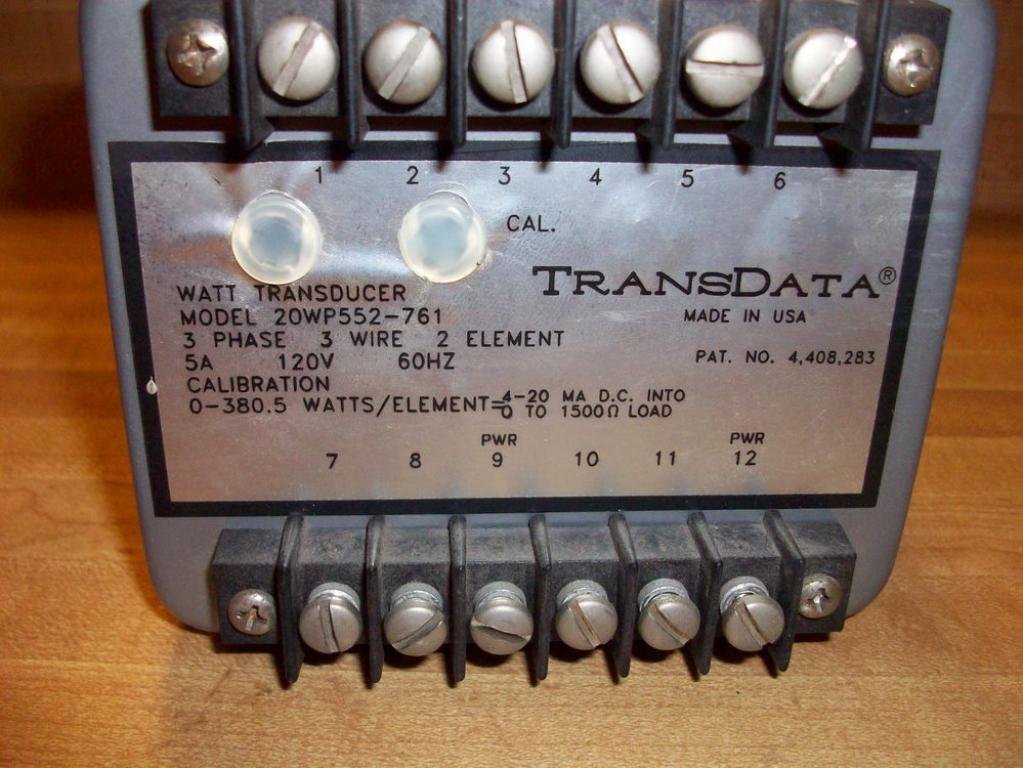 1 2 3 4 5 6
CAL.
TRANSDATA®
WATT TRANSDUCER
MADE IN USA
MODEL 20WP552-761
3 PHASE 3 WIRE 2 ELEMENT
PAT. NO. 4,408,283
5A 120V 60HZ
CALIBRATION
0-380.5 WATTS/ELEMENT=4-20 MA D.C. INTO
0 TO 1500Ω LOAD
PWR PWR
7 8 9 10 11 12